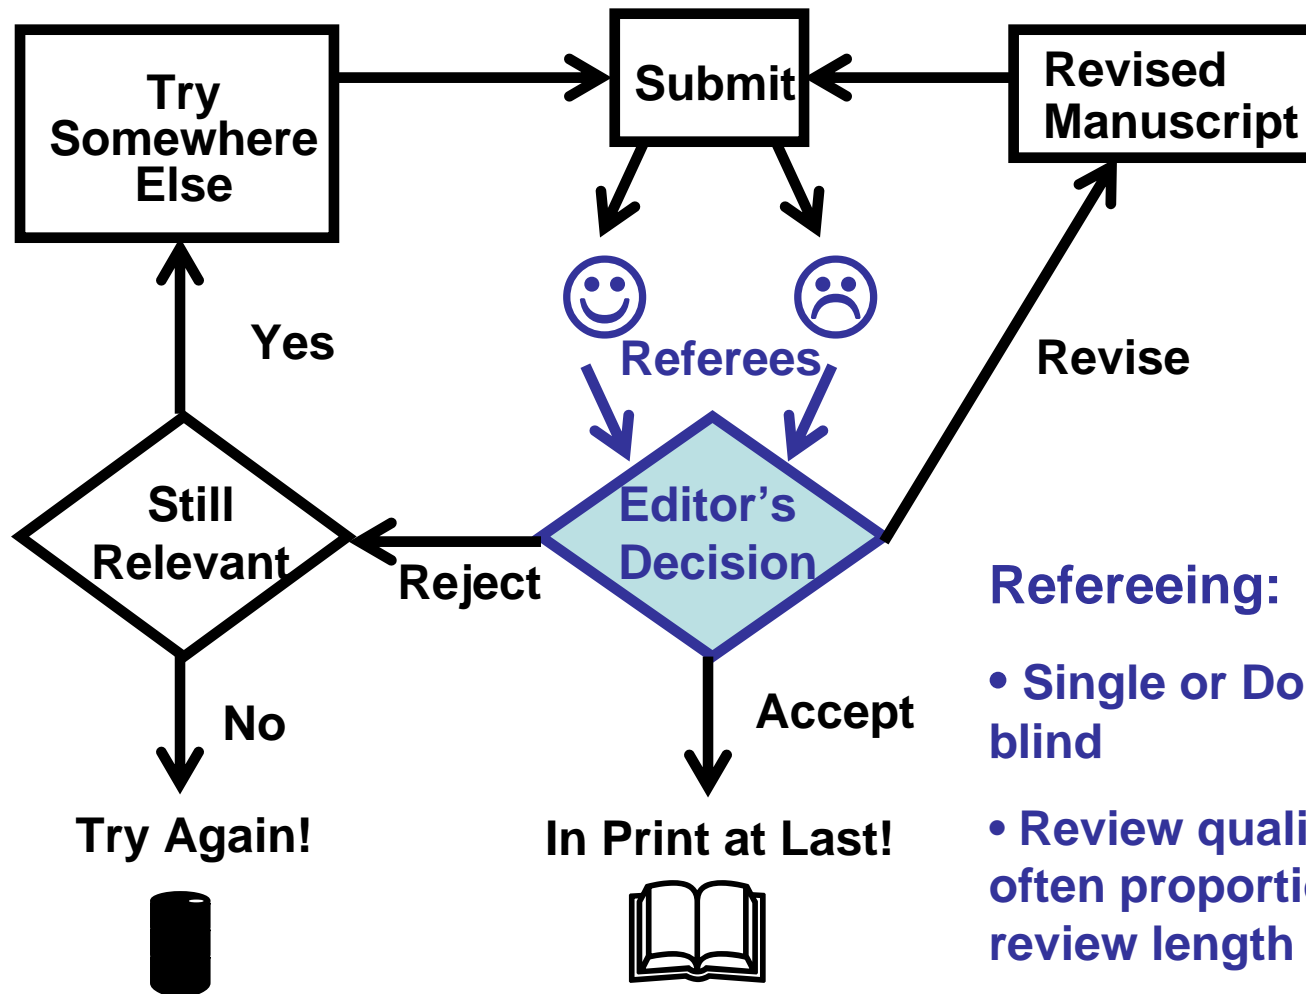 Try
Somewhere
Else
Submit
Revised
Manuscript
Yes
Referees
Revise
Still
Relevant
Reject
Editor's
Decision
No
Accept
Try Again!
In Print at Last!
Refereeing:
• Single or Do
blind
• Review quali
often proportio
review length